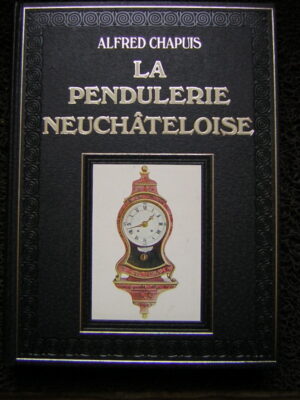 ALFRED CHAPUIS
LA
PENDULERIE
NEUCHÂTELOISE